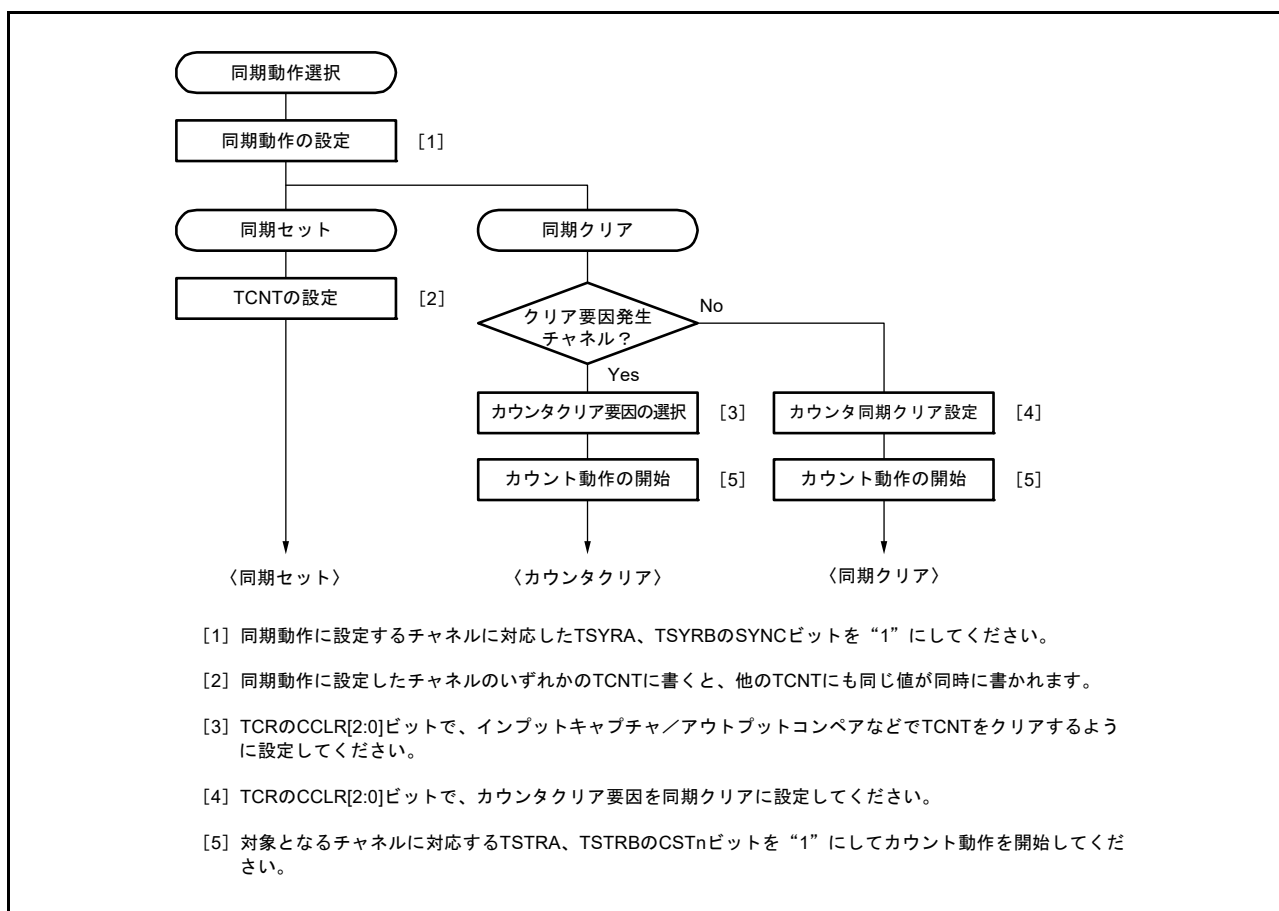 同期動作選択
同期動作の設定 [1]
同期セット
同期クリア
TCNTの設定 [2]
クリア要因発生
チャネル？
No
Yes
カウンタクリア要因の選択 [3]
カウンタ同期クリア設定 [4]
カウント動作の開始 [5]
カウント動作の開始 [5]
〈同期セット〉
〈カウンタクリア〉
〈同期クリア〉
[1] 同期動作に設定するチャネルに対応したTSYRA、TSYRBのSYNCビットを“1”にしてください。
[2] 同期動作に設定したチャネルのいずれかのTCNTに書くと、他のTCNTにも同じ値が同時に書かれます。
[3] TCRのCCLR[2:0]ビットで、インプットキャプチャ／アウトプットコンペアなどでTCNTをクリアするよう
に設定してください。
[4] TCRのCCLR[2:0]ビットで、カウンタクリア要因を同期クリアに設定してください。
[5] 対象となるチャネルに対応するTSTRA、TSTRBのCSTnビットを“1”にしてカウント動作を開始してくだ
さい。